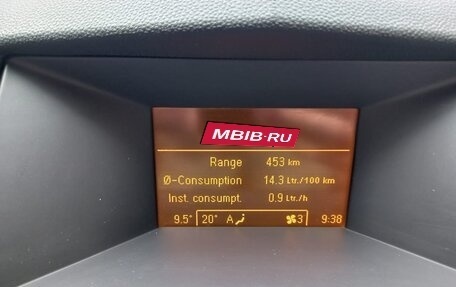 MBIB·RU
Range 453 km
Ø-Consumption 14.3 Ltr./100 km
Inst. consumpt. 0.9 Ltr./h
9.5° 20° A 3 9:38